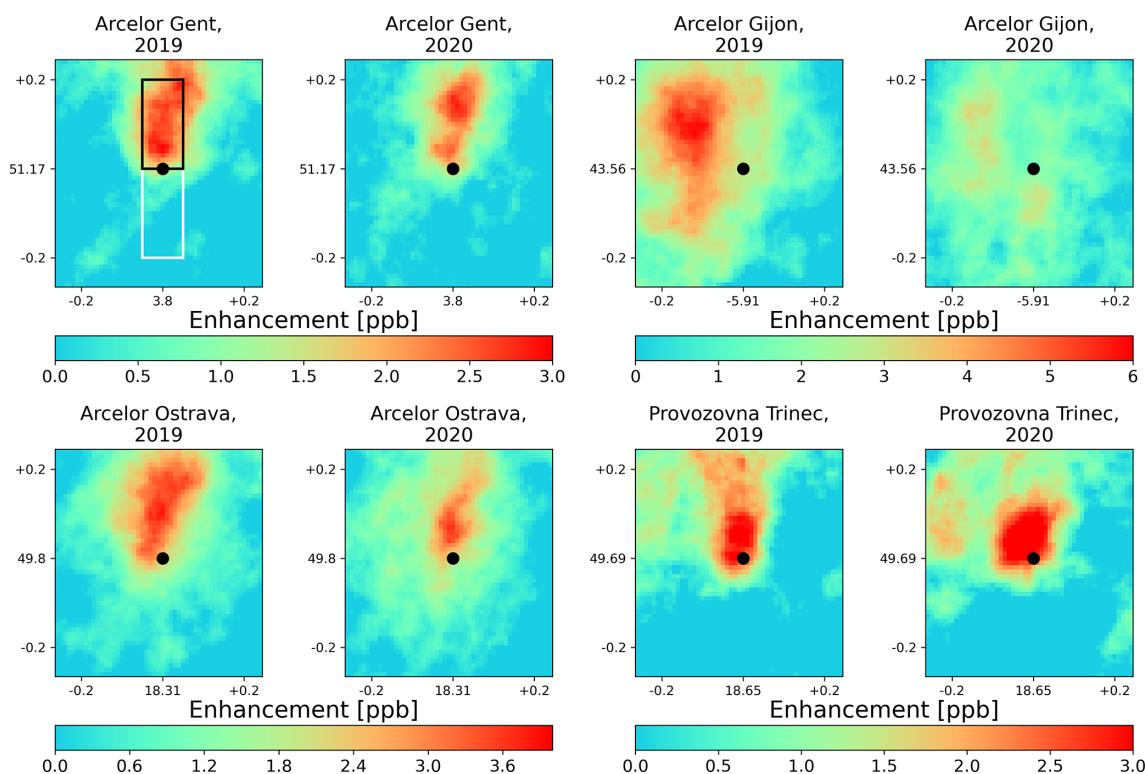 Arcelor Gent,
2019
Arcelor Gent,
2020
Arcelor Gijon,
2019
Arcelor Gijon,
2020
+0.2
51.17
-0.2
-0.2 3.8 +0.2
+0.2
51.17
-0.2
-0.2 3.8 +0.2
+0.2
43.56
-0.2
-0.2 -5.91 +0.2
+0.2
43.56
-0.2
-0.2 -5.91 +0.2
Enhancement [ppb]
0.0 0.5 1.0 1.5 2.0 2.5 3.0
Enhancement [ppb]
0 1 2 3 4 5 6
Arcelor Ostrava,
2019
Arcelor Ostrava,
2020
Provozovna Trinec,
2019
Provozovna Trinec,
2020
+0.2
49.8
-0.2
-0.2 18.31 +0.2
+0.2
49.8
-0.2
-0.2 18.31 +0.2
+0.2
49.69
-0.2
-0.2 18.65 +0.2
+0.2
49.69
-0.2
-0.2 18.65 +0.2
Enhancement [ppb]
0.0 0.6 1.2 1.8 2.4 3.0 3.6
Enhancement [ppb]
0.0 0.5 1.0 1.5 2.0 2.5 3.0